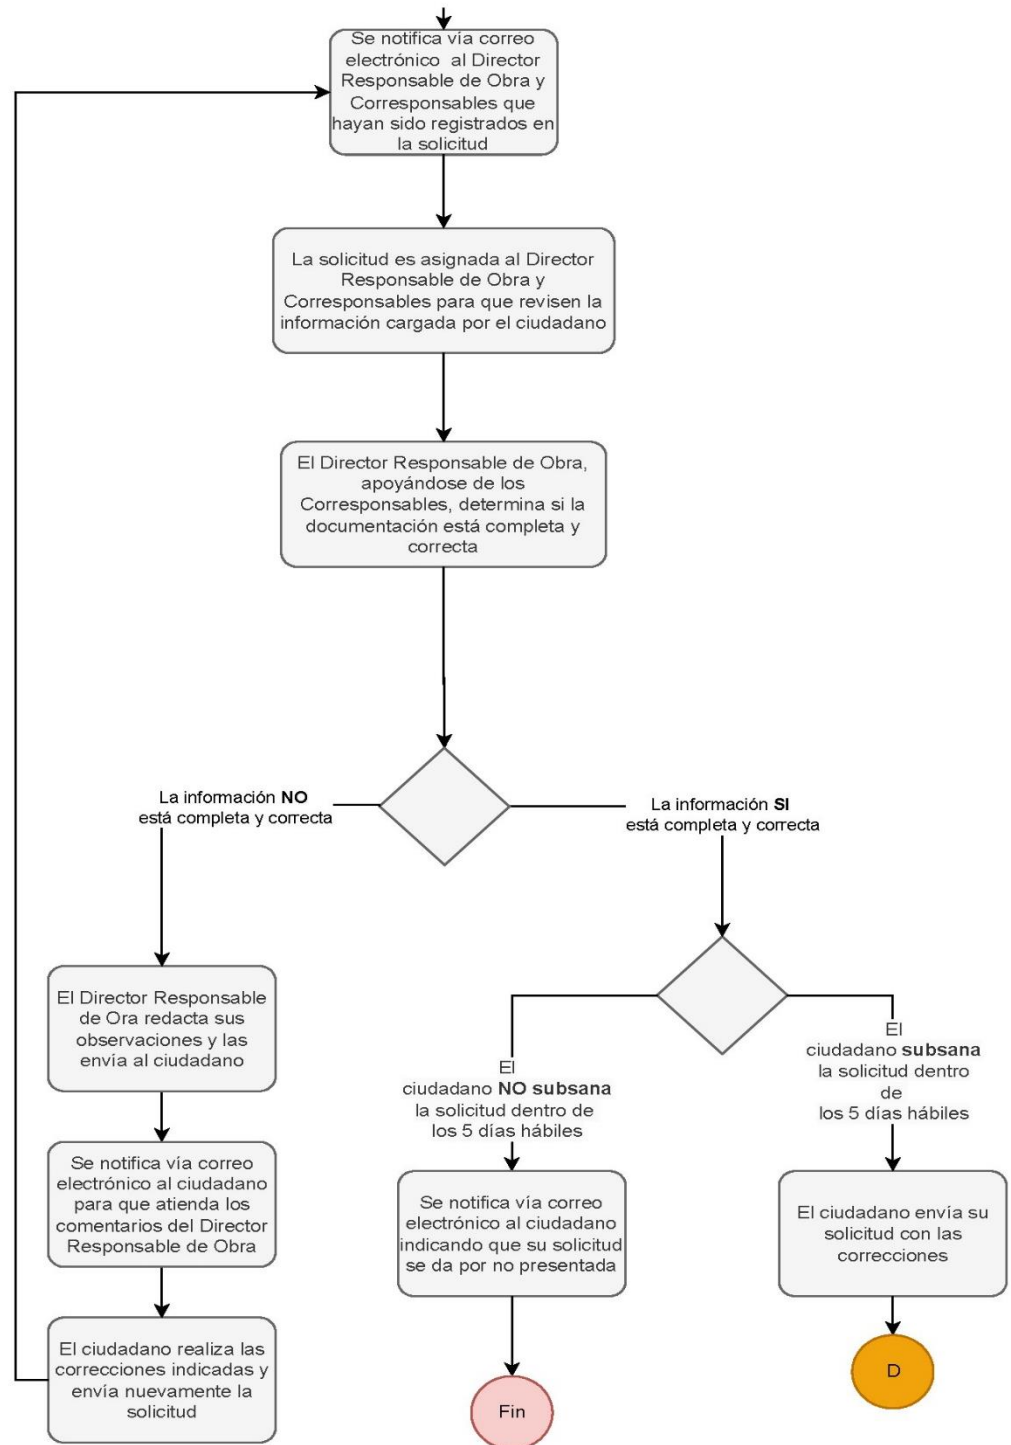 Se notifica vía correo
electrónico al Director
Responsable de Obra y
Corresponsables que
hayan sido registrados en
la solicitud
La solicitud es asignada al Director
Responsable de Obra y
Corresponsables para que revisen la
información cargada por el ciudadano
El Director Responsable de Obra,
apoyándose de los
Corresponsables, determina si la
documentación está completa y
correcta
La información NO
está completa y correcta
La información SI
está completa y correcta
El Director Responsable
de Ora redacta sus
observaciones y las
envía al ciudadano
Se notifica vía correo
electrónico al ciudadano
para que atienda los
comentarios del Director
Responsable de Obra
El ciudadano realiza las
correcciones indicadas y
envía nuevamente la
solicitud
El
ciudadano NO subsana
la solicitud dentro de
los 5 días hábiles
Se notifica vía correo
electrónico al ciudadano
indicando que su solicitud
se da por no presentada
Fin
El
ciudadano subsana
la solicitud dentro
de
los 5 días hábiles
El ciudadano envía su
solicitud con las
correcciones
D